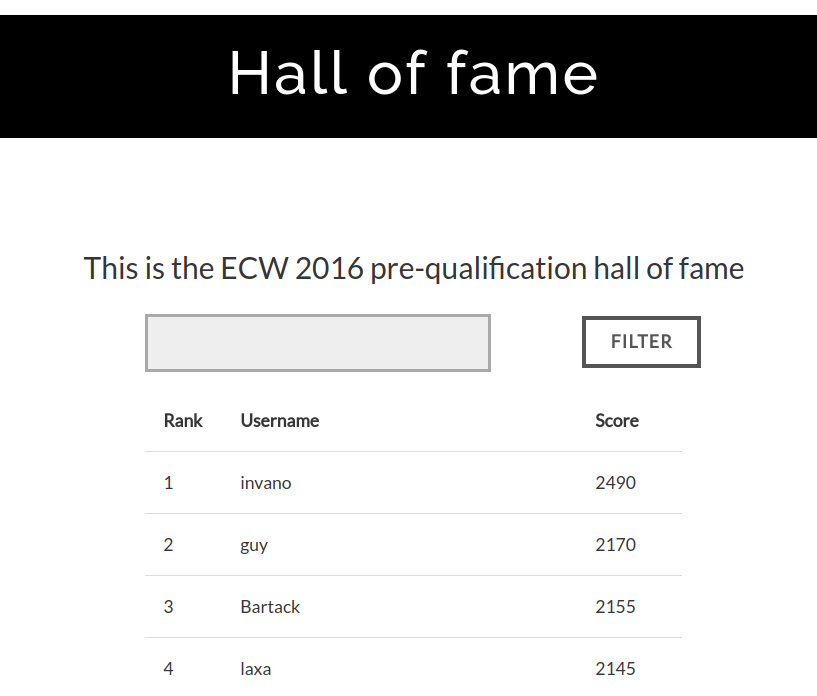 Hall of fame
This is the ECW 2016 pre-qualification hall of fame
FILTER
Rank Username Score
1 invano 2490
2 guy 2170
3 Bartack 2155
4 laxa 2145